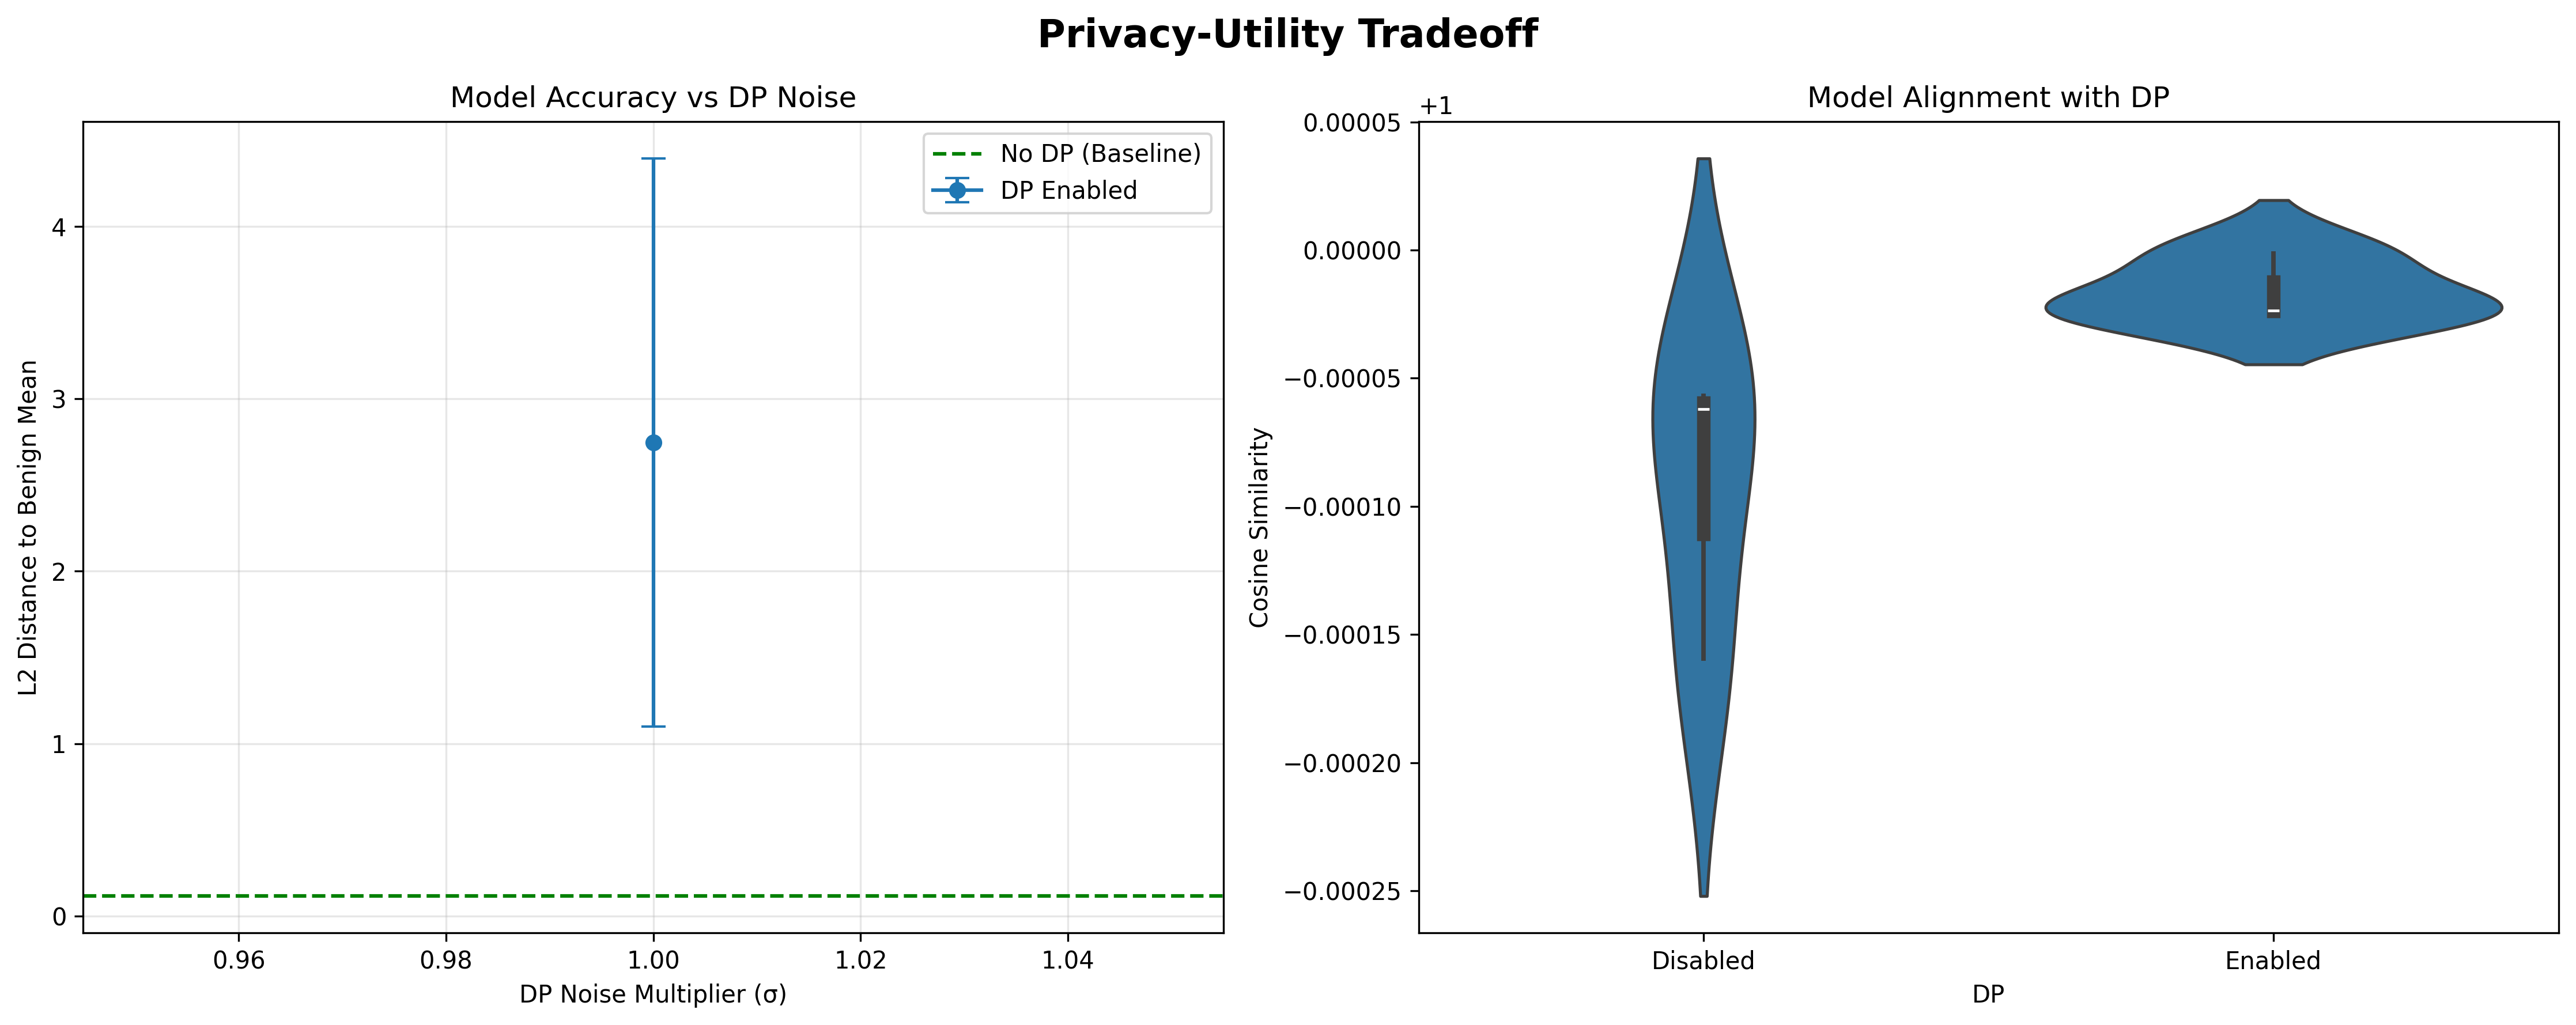 Privacy-Utility Tradeoff
Model Accuracy vs DP Noise
No DP (Baseline)
DP Enabled
L2 Distance to Benign Mean
4
3
2
1
0
0.96
0.98
1.00
1.02
1.04
DP Noise Multiplier (σ)
Model Alignment with DP
+1
Cosine Similarity
0.00005
0.00000
−0.00005
−0.00010
−0.00015
−0.00020
−0.00025
Disabled
Enabled
DP